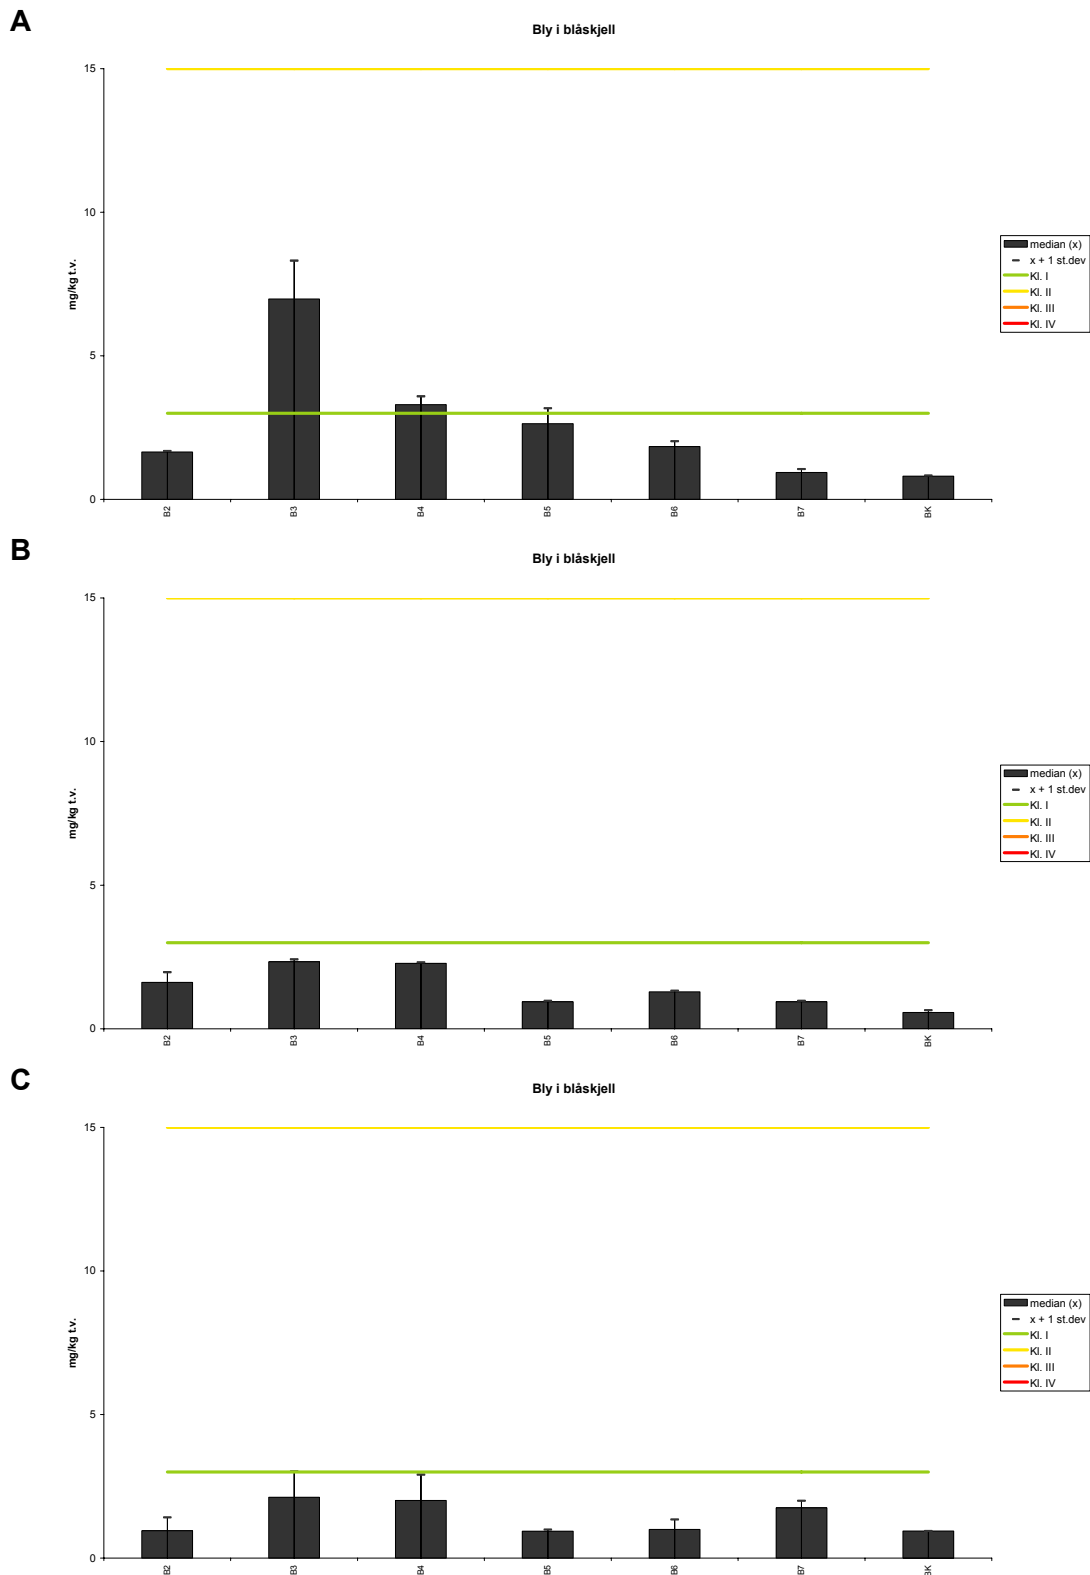 A
Bly i blåskjell
15
10
5
0
mg/kg t.v.
B2 B3 B4 B5 B6 B7 BK
median (x)
x + 1 st.dev
Kl. I
Kl. II
Kl. III
Kl. IV
B
Bly i blåskjell
15
10
5
0
mg/kg t.v.
B2 B3 B4 B5 B6 B7 BK
median (x)
x + 1 st.dev
Kl. I
Kl. II
Kl. III
Kl. IV
C
Bly i blåskjell
15
10
5
0
mg/kg t.v.
B2 B3 B4 B5 B6 B7 BK
median (x)
x + 1 st.dev
Kl. I
Kl. II
Kl. III
Kl. IV